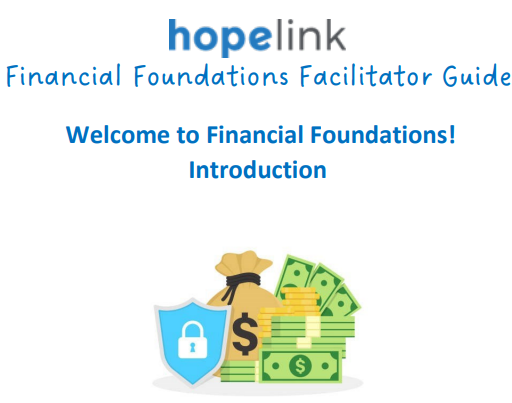 hopelink
Financial Foundations Facilitator Guide
Welcome to Financial Foundations!
Introduction
$
$